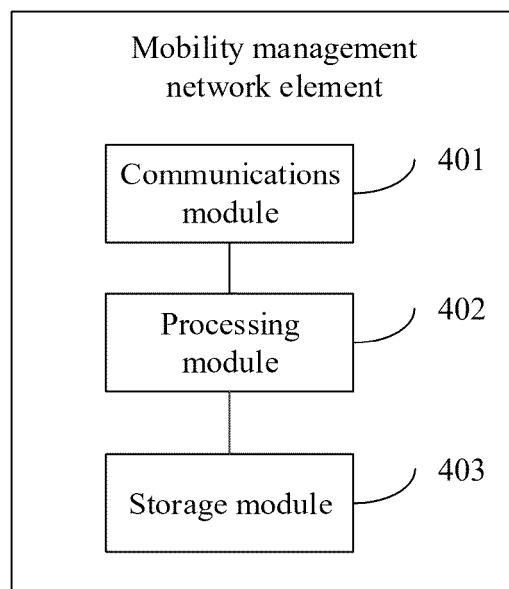 Mobility management
network element
Communications
module
401
Processing
module
402
Storage module
403